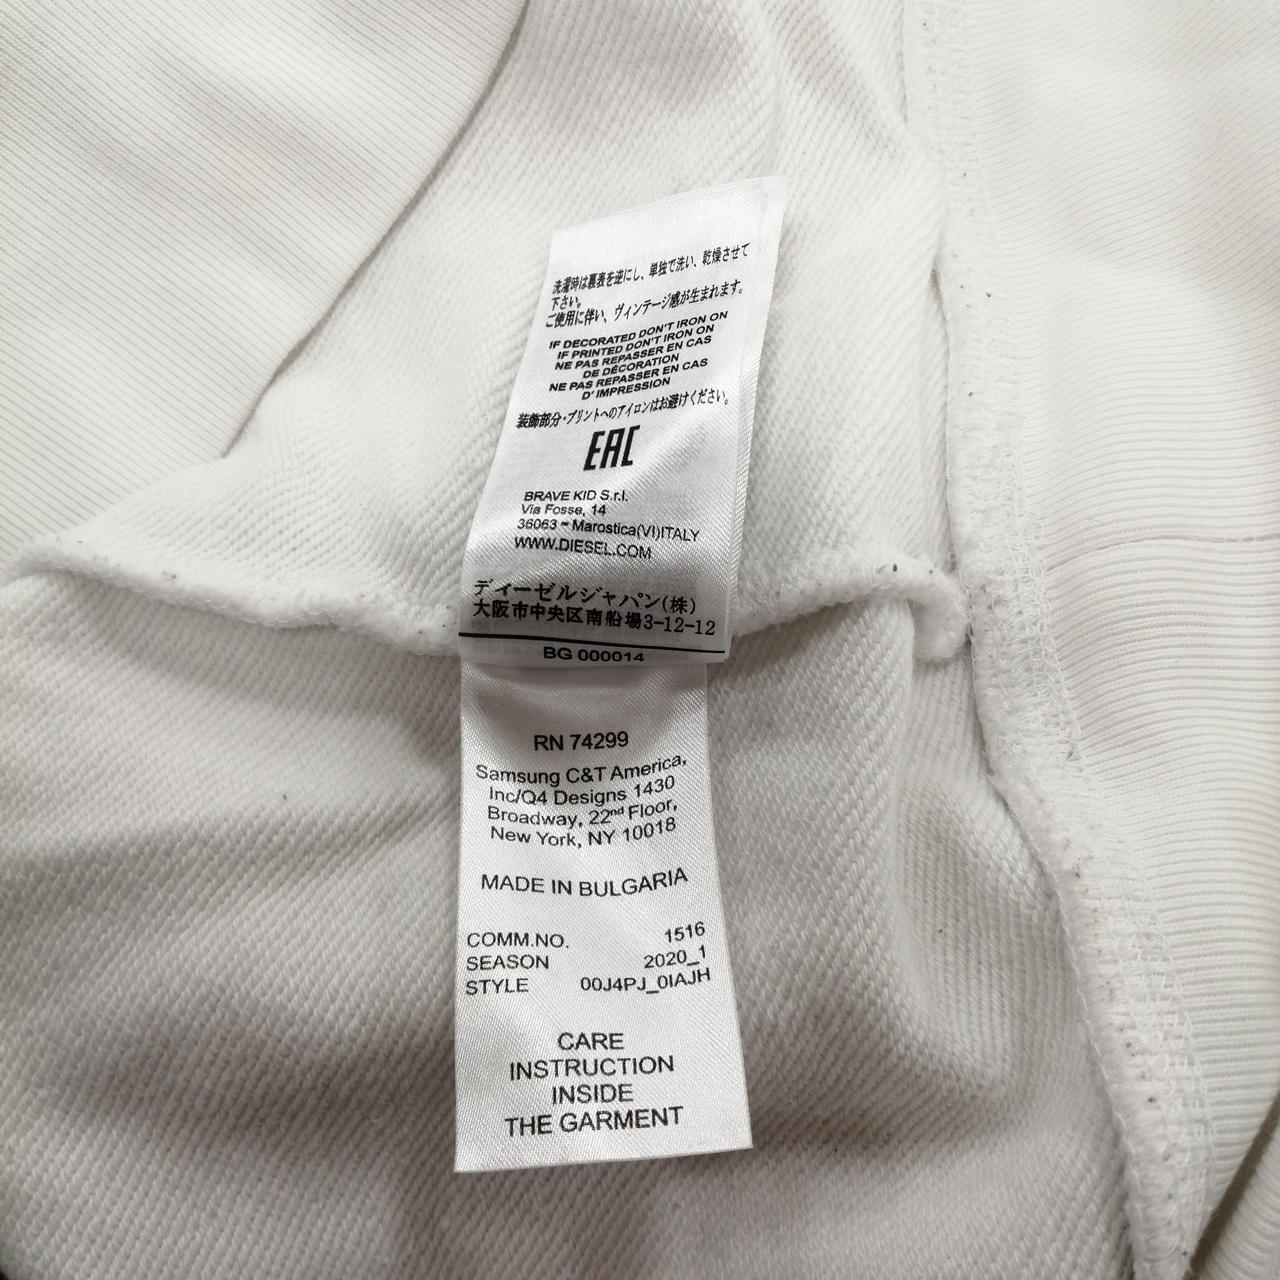 洗濯時は裏表を逆にし、単独で洗い、乾燥させて
下さい。
ご使用に伴い、ヴィンテージ感が生まれます。
IF DECORATED DON'T IRON ON
IF PRINTED DON'T IRON ON
NE PAS REPASSER EN CAS
DE DÉCORATION
NE PAS REPASSER EN CAS
D' IMPRESSION
装飾部分・プリントへのアイロンはお避けください。
EAC
BRAVE KID S.r.l.
Via Fosse, 14
36063 - Marostica(VI)ITALY
WWW.DIESEL.COM
ディーゼルジャパン(株)
大阪市中央区南船場3-12-12
BG 000014
RN 74299
Samsung C&T America,
Inc/Q4 Designs 1430
Broadway, 22nd Floor,
New York, NY 10018
MADE IN BULGARIA
COMM.NO. 1516
SEASON 2020_1
STYLE 00J4PJ_0IAJH
CARE
INSTRUCTION
INSIDE
THE GARMENT